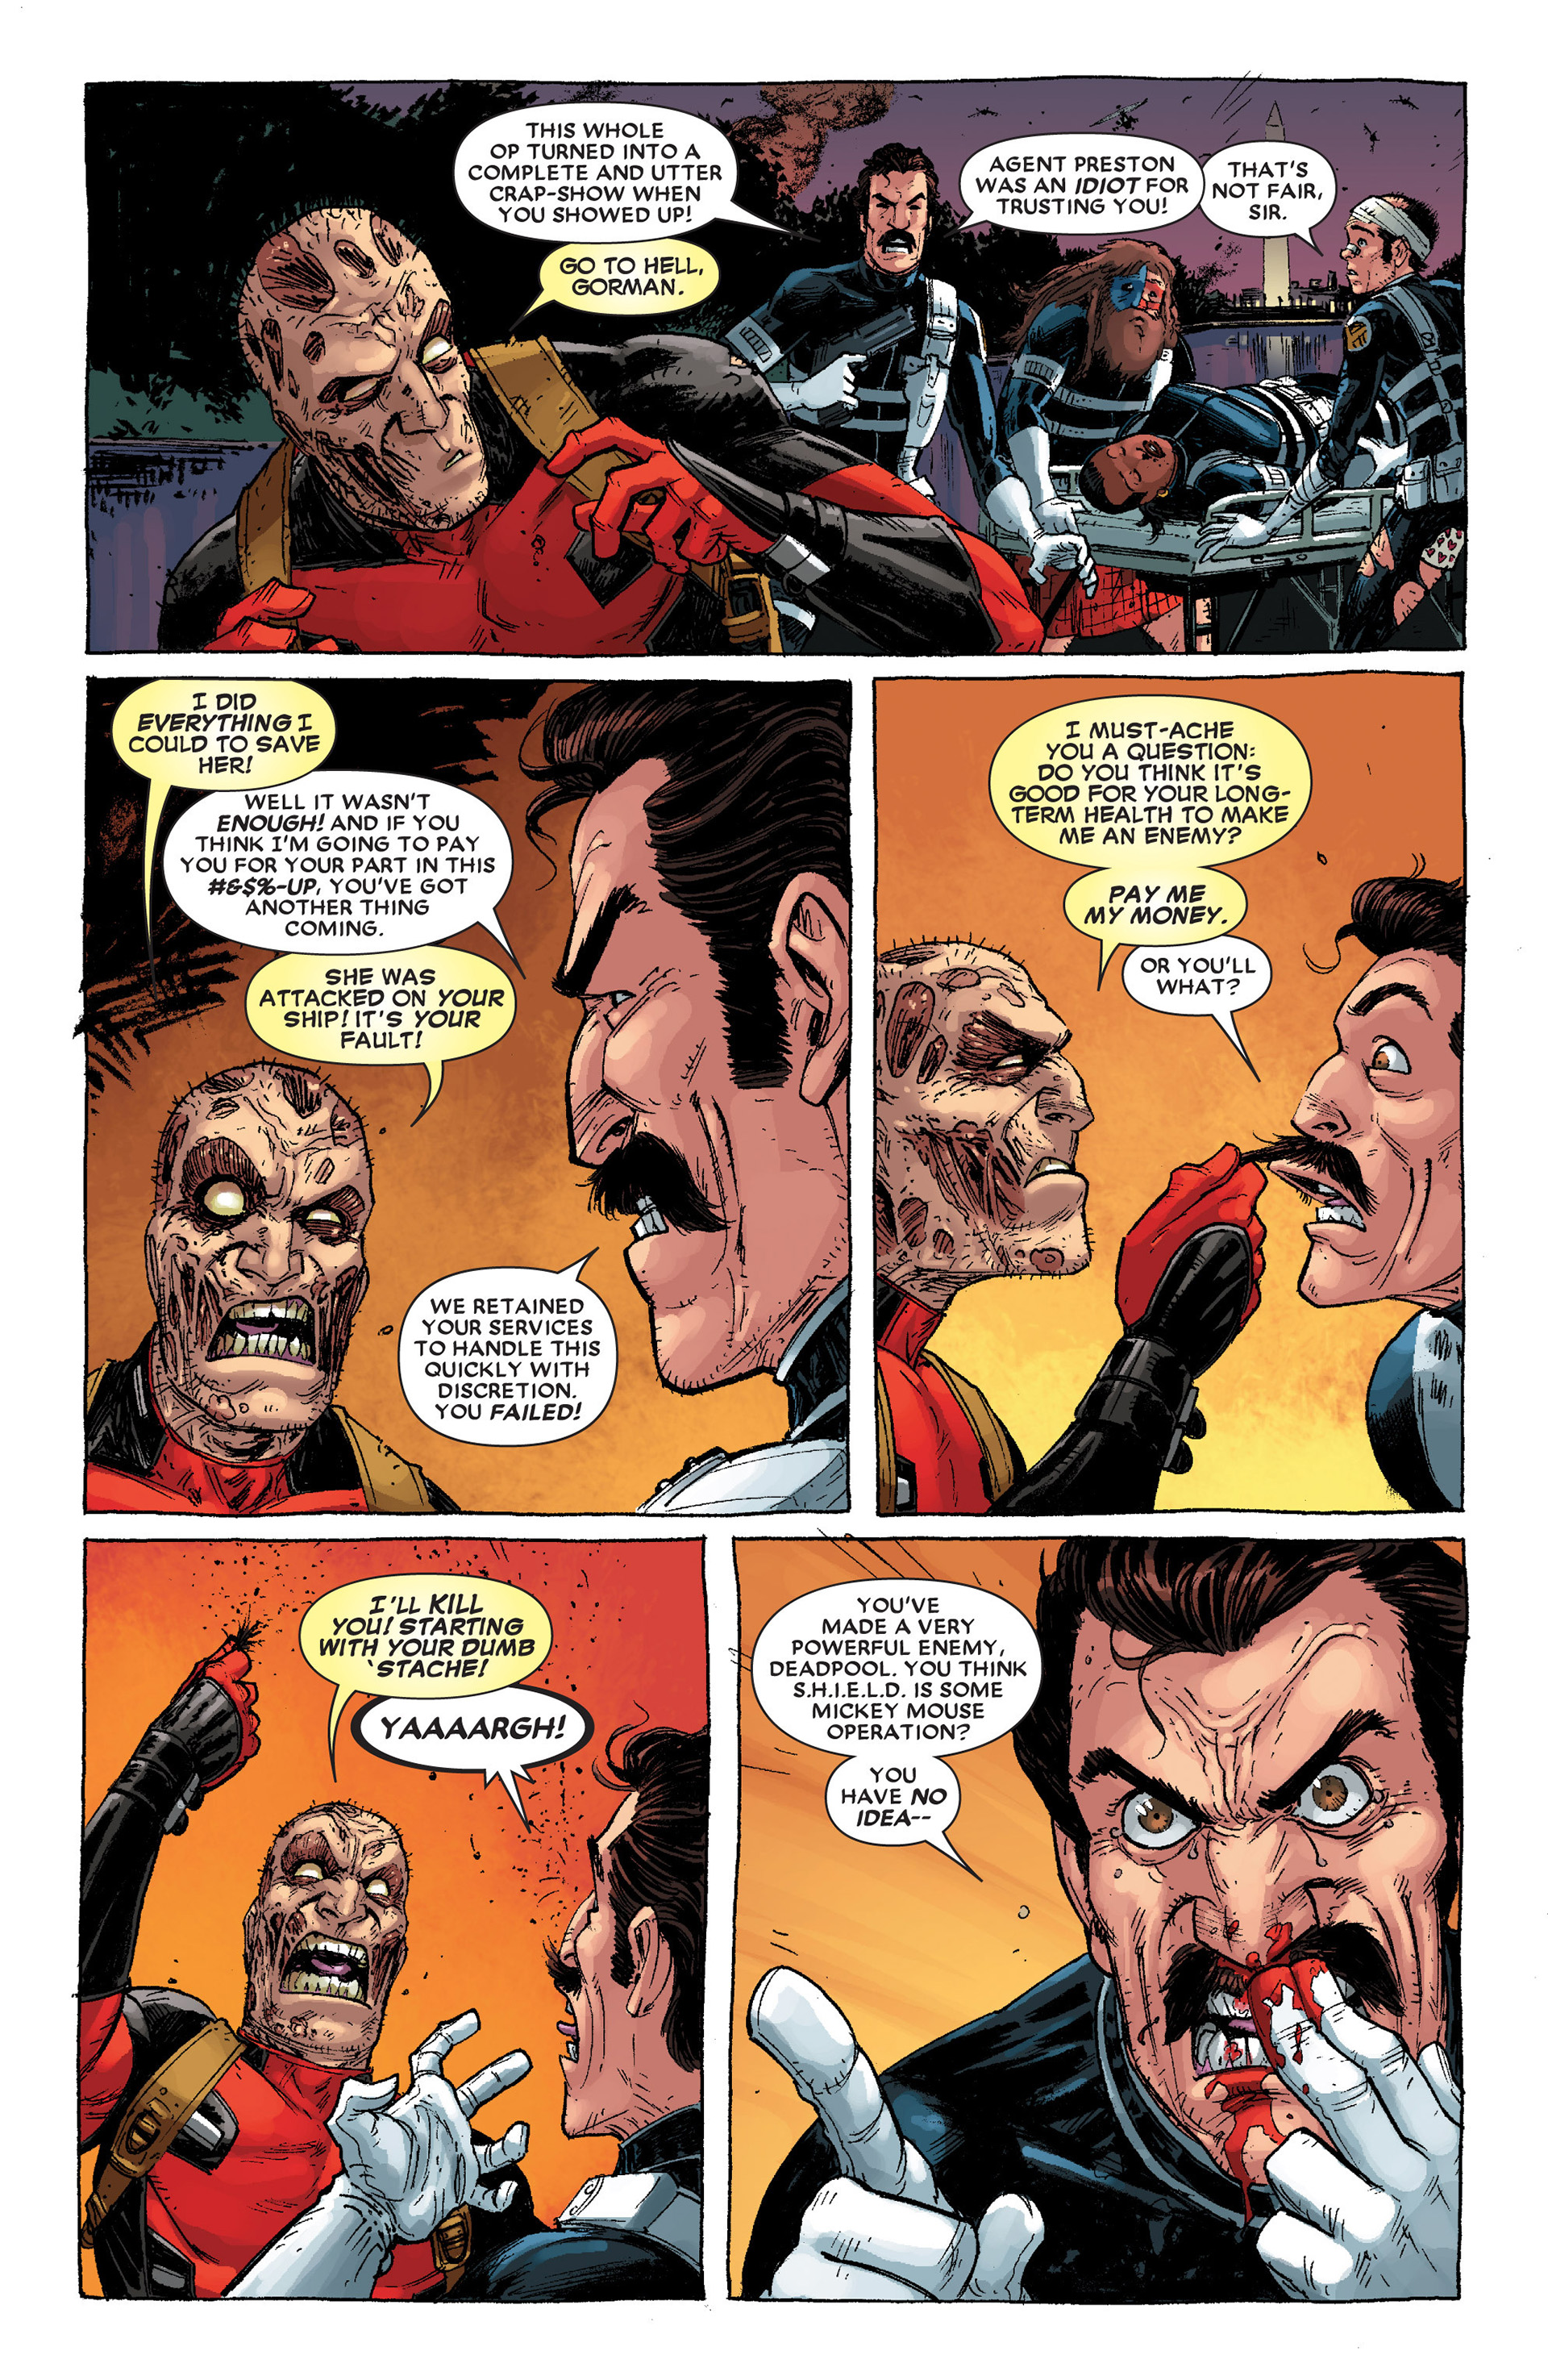 THIS WHOLE
OP TURNED INTO A
COMPLETE AND UTTER
CRAP-SHOW WHEN
YOU SHOWED UP!
GO TO HELL,
GORMAN.
AGENT PRESTON
WAS AN IDIOT FOR
TRUSTING YOU!
THAT'S
NOT FAIR,
SIR.
I DID
EVERYTHING I
COULD TO SAVE
HER!
WELL IT WASN'T
ENOUGH! AND IF YOU
THINK I'M GOING TO PAY
YOU FOR YOUR PART IN THIS
#&$%-UP, YOU'VE GOT
ANOTHER THING
COMING.
SHE WAS
ATTACKED ON YOUR
SHIP! IT'S YOUR
FAULT!
WE RETAINED
YOUR SERVICES
TO HANDLE THIS
QUICKLY WITH
DISCRETION.
YOU FAILED!
I MUST-ACHE
YOU A QUESTION:
DO YOU THINK IT'S
GOOD FOR YOUR LONG-
TERM HEALTH TO MAKE
ME AN ENEMY?
PAY ME
MY MONEY.
OR YOU'LL
WHAT?
I'LL KILL
YOU! STARTING
WITH YOUR DUMB
'STACHE!
YAAAARGH!
YOU'VE
MADE A VERY
POWERFUL ENEMY,
DEADPOOL. YOU THINK
S.H.I.E.L.D. IS SOME
MICKEY MOUSE
OPERATION?
YOU
HAVE NO
IDEA--